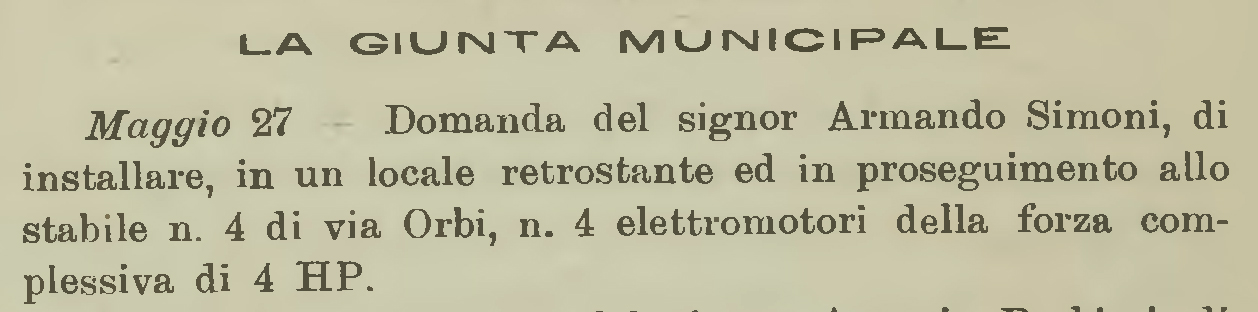 LA GIUNTA MUNICIPALE
Maggio 27 — Domanda del signor Armando Simoni, di
installare, in un locale retrostante ed in proseguimento allo
stabile n. 4 di via Orbi, n. 4 elettromotori della forza com-
plessiva di 4 HP.